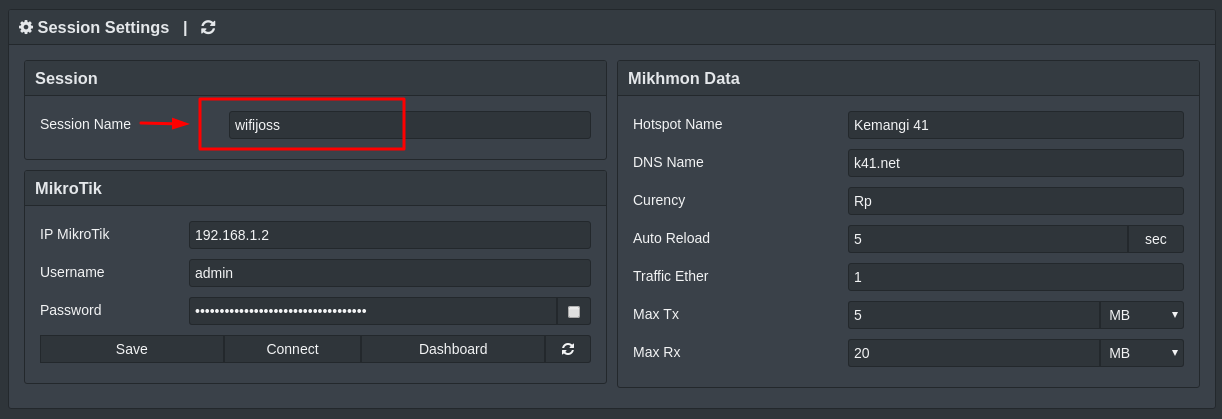 Session Settings |
Session
Session Name wifijoss
MikroTik
IP MikroTik 192.168.1.2
Username admin
Password •••••••••••••••••••••••••••••••••••
Save Connect Dashboard
Mikhmon Data
Hotspot Name Kemangi 41
DNS Name k41.net
Curency Rp
Auto Reload 5 sec
Traffic Ether 1
Max Tx 5 MB
Max Rx 20 MB